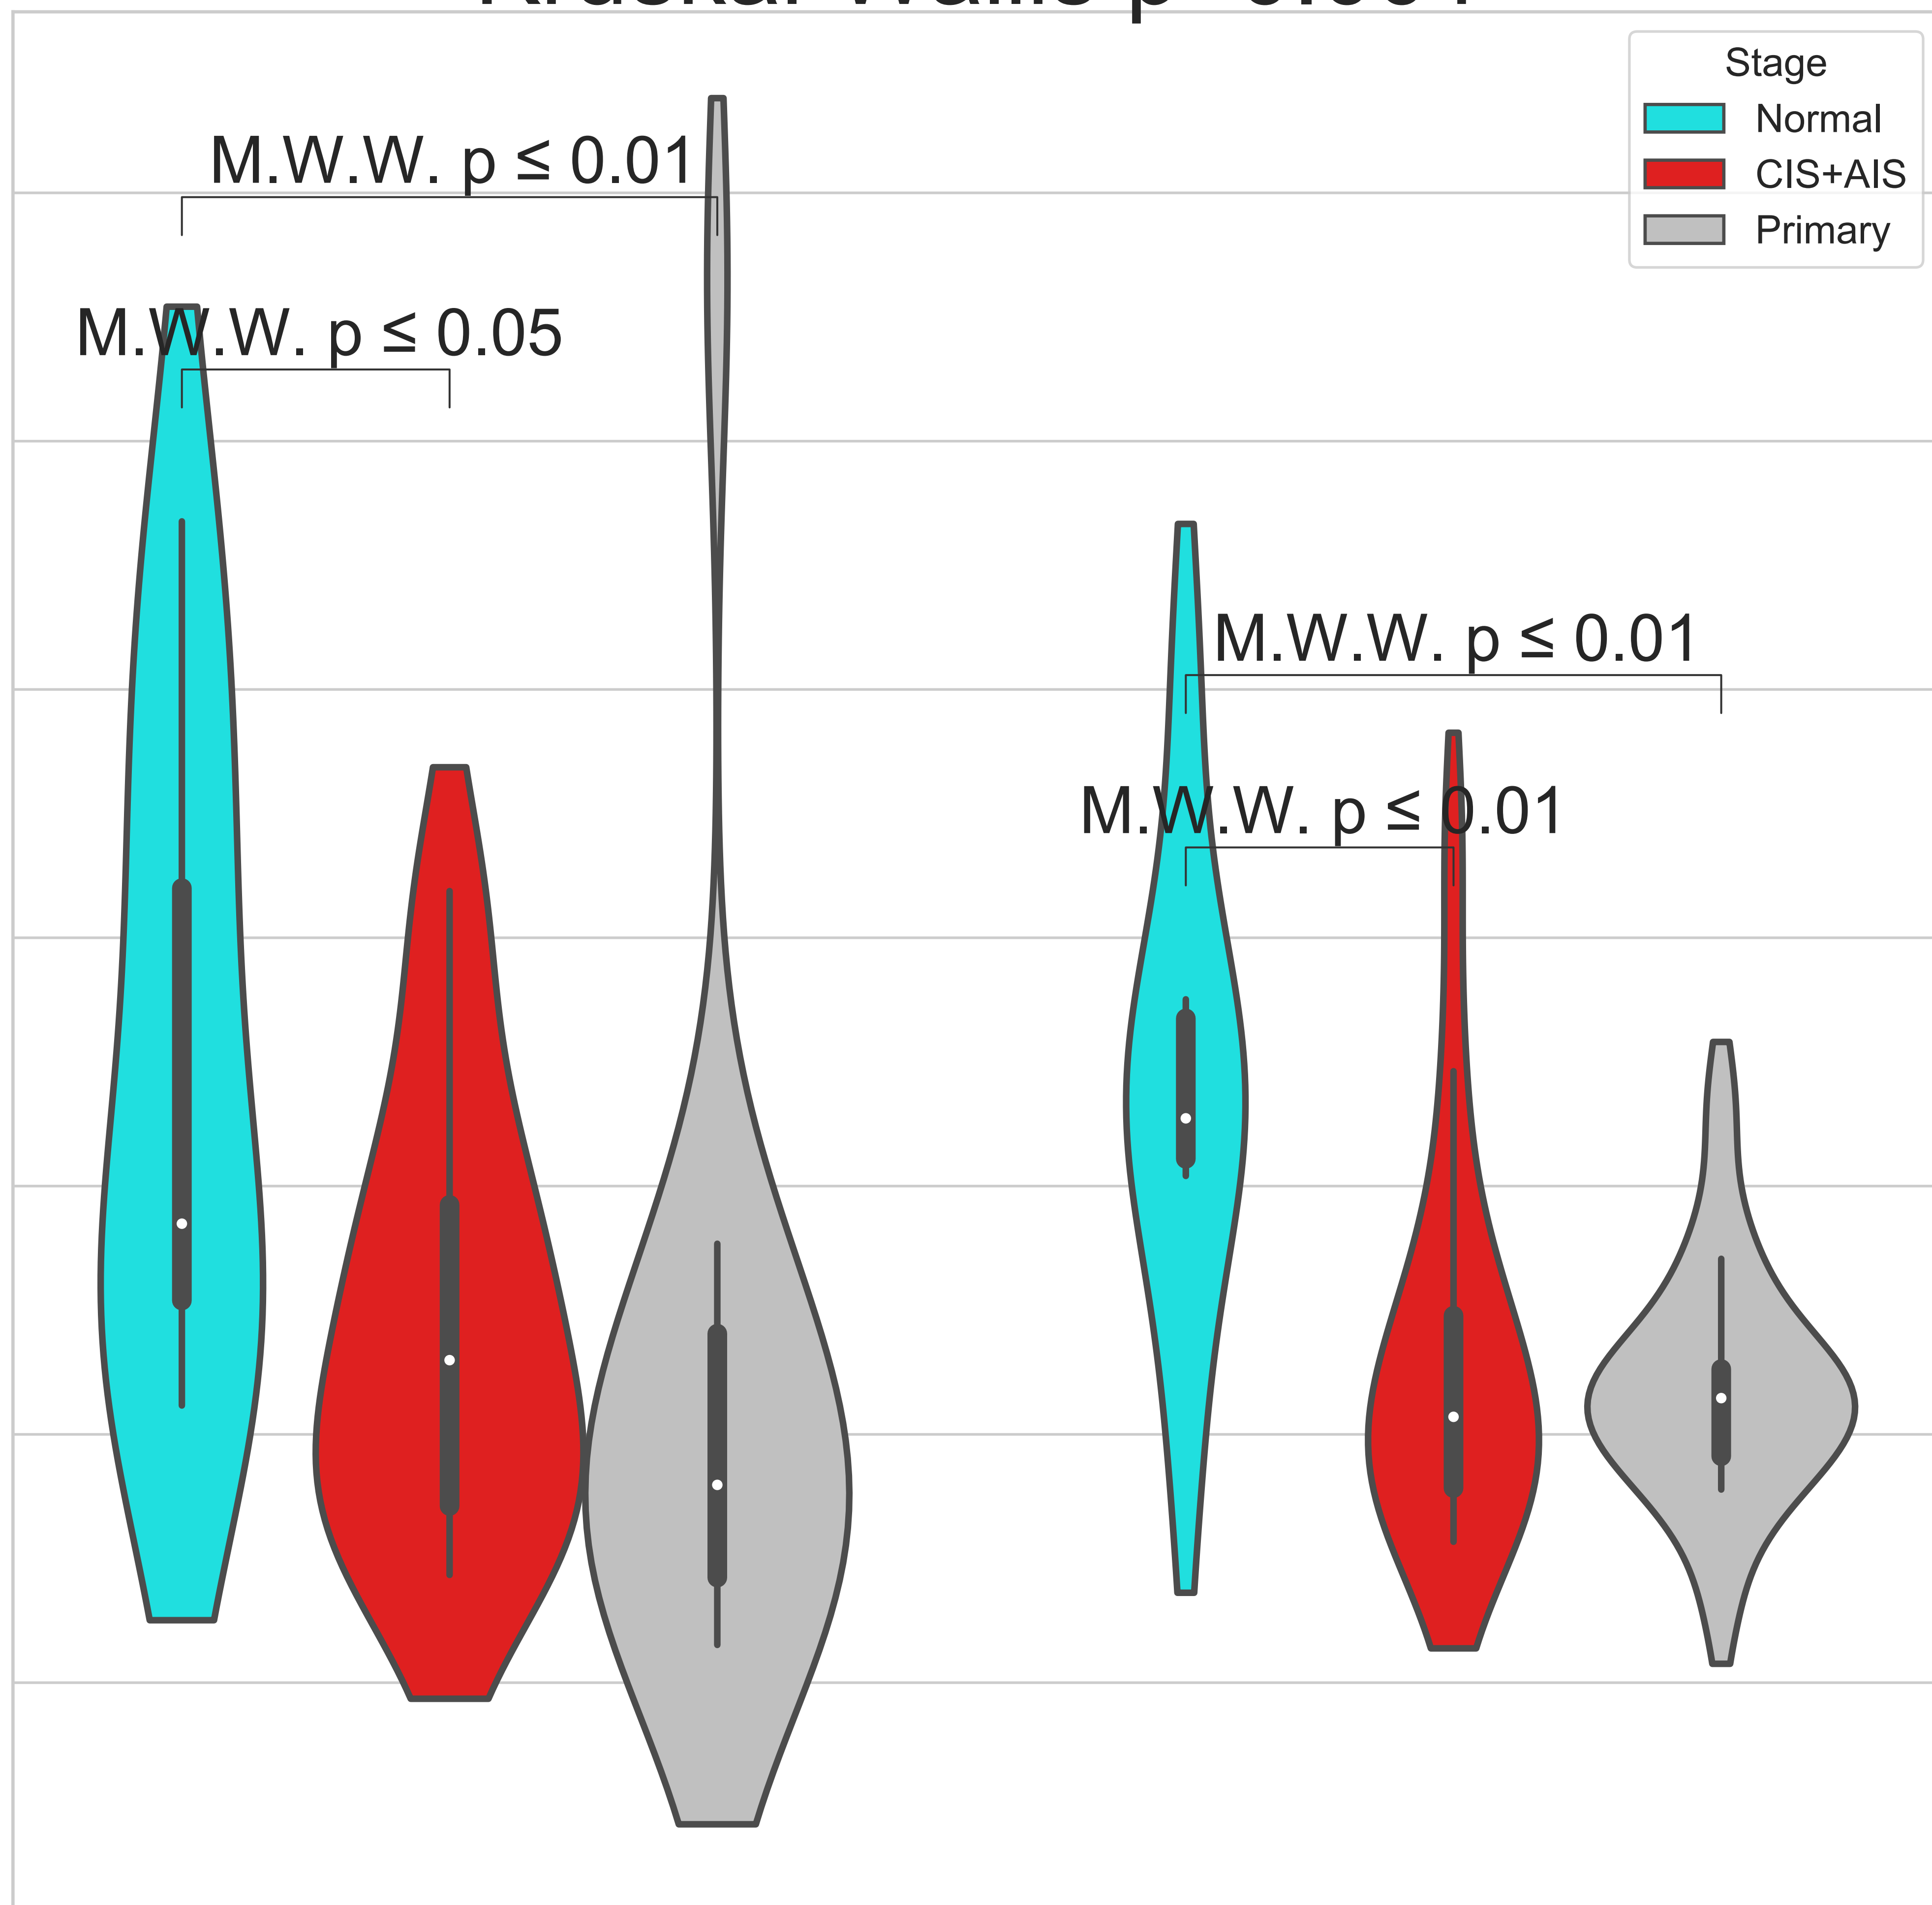 Stage
Normal
CIS+AIS
Primary
M.W.W. p ≤ 0.01
M.W.W. p ≤ 0.05
M.W.W. p ≤ 0.01
M.W.W. p ≤ 0.01